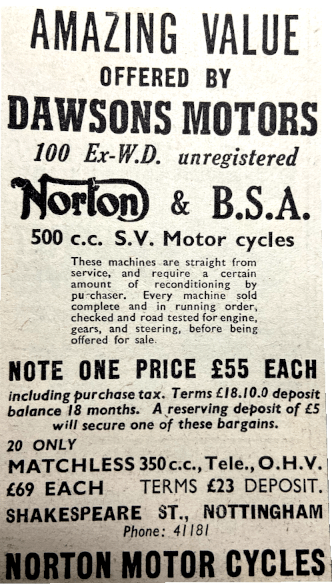 AMAZING VALUE
OFFERED BY
DAWSONS MOTORS
100 Ex-W.D. unregistered
Norton & B.S.A.
500 c.c. S.V. Motor cycles
These machines are straight from
service, and require a certain
amount of reconditioning by
purchaser. Every machine sold
complete and in running order,
checked and road tested for engine,
gears, and steering, before being
offered for sale.
NOTE ONE PRICE £55 EACH
including purchase tax. Terms £18.10.0 deposit
balance 18 months. A reserving deposit of £5
will secure one of these bargains.
20 ONLY
MATCHLESS 350 c.c., Tele., O.H.V.
£69 EACH TERMS £23 DEPOSIT.
SHAKESPEARE ST., NOTTINGHAM
Phone: 41181
NORTON MOTOR CYCLES